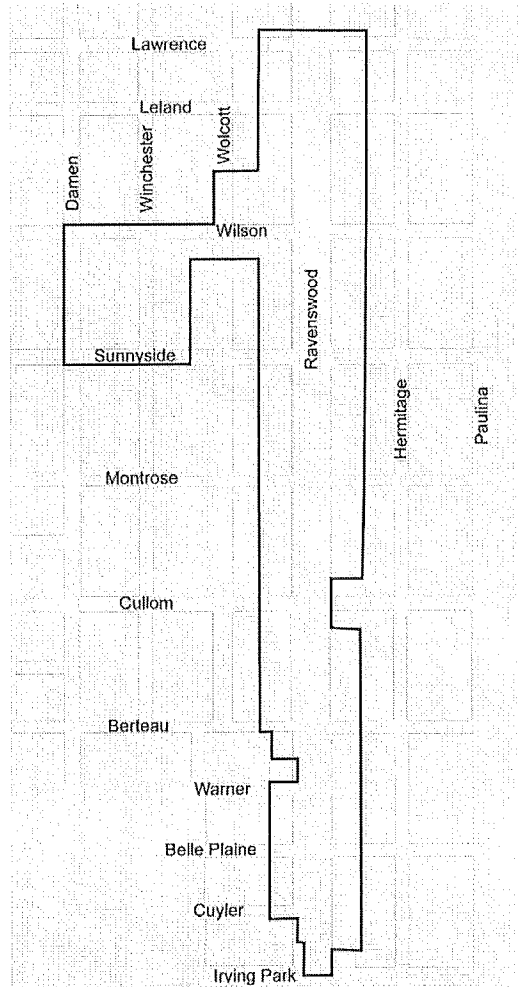 Lawrence
Leland
Damen
Winchester
Wolcott
Wilson
Ravenswood
Sunnyside
Hermitage
Paulina
Montrose
Cullom
Berteau
Warner
Belle Plaine
Cuyler
Irving Park